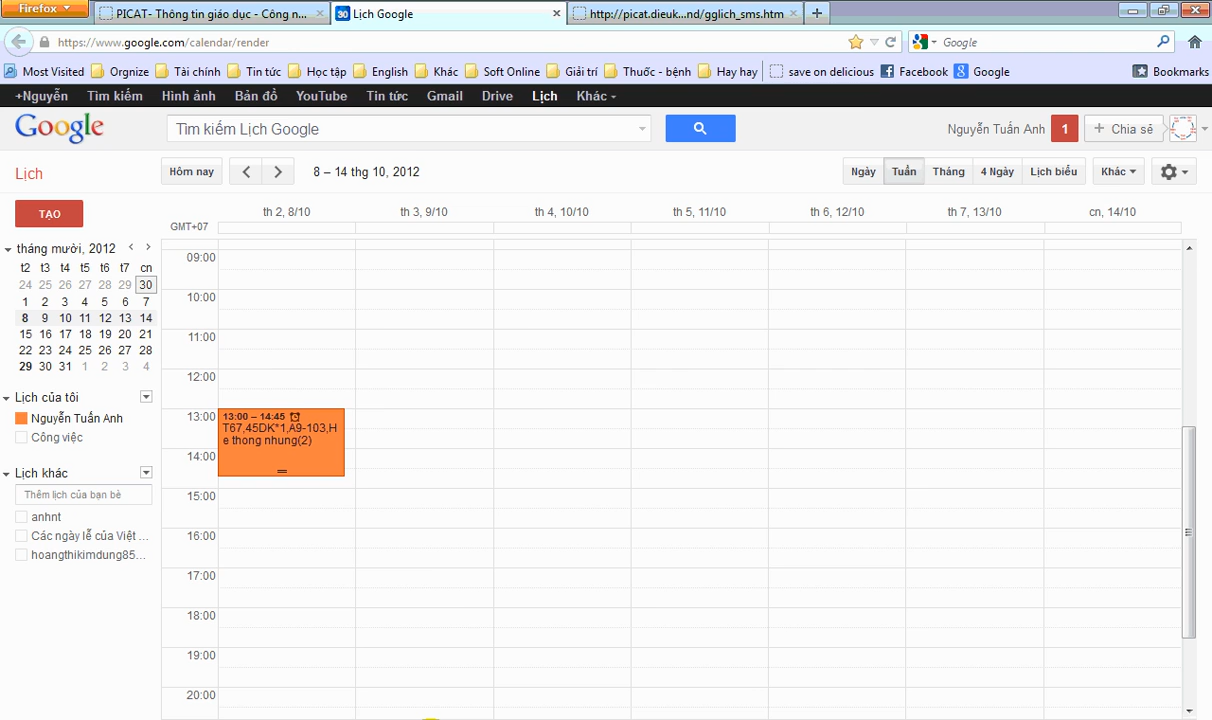 Firefox
PICAT- Thông tin giáo dục - Công n...
30 Lịch Google
http://picat.dieuk...nd/gglich_sms.htm
https://www.google.com/calendar/render
Google
Most Visited Orgnize Tài chính Tin tức Học tập English Khác Soft Online Giải trí Thuốc - bệnh Hay hay save on delicious Facebook Google Bookmarks
+Nguyễn Tìm kiếm Hình ảnh Bản đồ YouTube Tin tức Gmail Drive Lịch Khác
Google Tìm kiếm Lịch Google Nguyễn Tuấn Anh 1 + Chia sẻ
Lịch Hôm nay 8 – 14 thg 10, 2012 Ngày Tuần Tháng 4 Ngày Lịch biểu Khác
TẠO
th 2, 8/10 th 3, 9/10 th 4, 10/10 th 5, 11/10 th 6, 12/10 th 7, 13/10 cn, 14/10
GMT+07
tháng mười, 2012
t2 t3 t4 t5 t6 t7 cn
24 25 26 27 28 29 30
1 2 3 4 5 6 7
8 9 10 11 12 13 14
15 16 17 18 19 20 21
22 23 24 25 26 27 28
29 30 31 1 2 3 4
Lịch của tôi
Nguyễn Tuấn Anh
Công việc
Lịch khác
Thêm lịch của bạn bè
anhnt
Các ngày lễ của Việt ...
hoangthikimdung85...
09:00
10:00
11:00
12:00
13:00
14:00
15:00
16:00
17:00
18:00
19:00
20:00
13:00 – 14:45
T67,45DK*1,A9-103,H
e thong nhung(2)